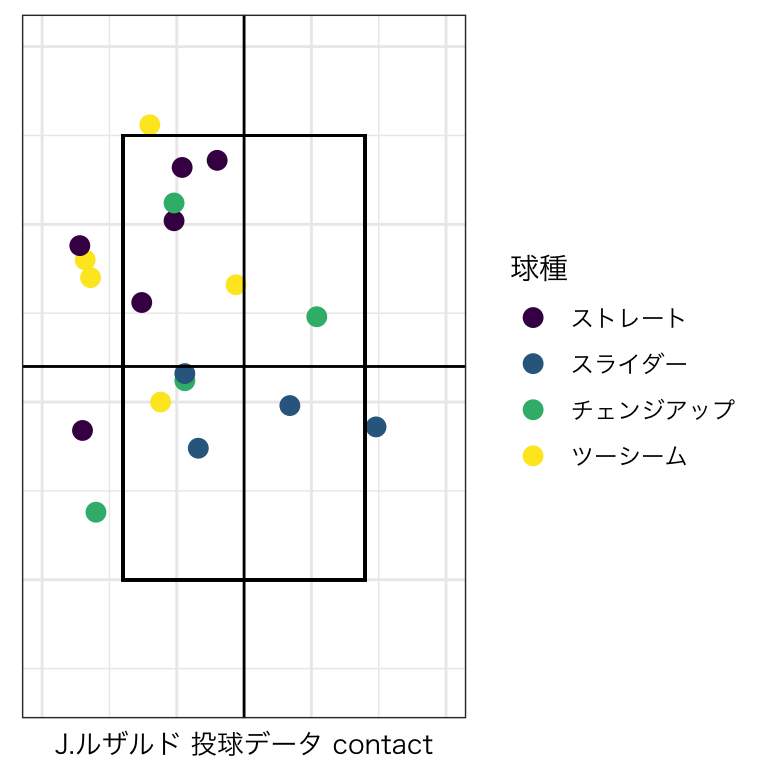 球種
ストレート
スライダー
チェンジアップ
ツーシーム
J.ルザルド 投球データ contact